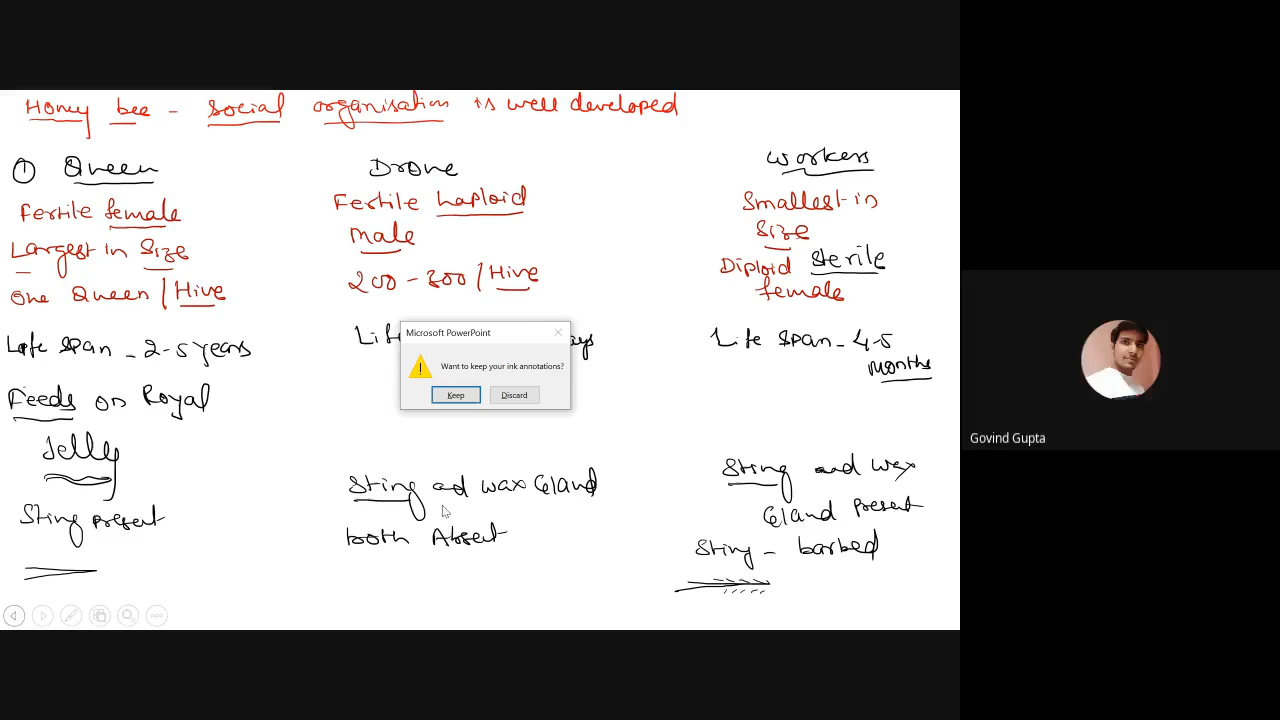 Honey bee - social organisation is well developed
① Queen
Fertile female
Largest in Size
One Queen / Hive
Life span - 2-5 years
Feeds on Royal
Jelly
Sting present
Drone
Fertile haploid
Male
200 - 300 / Hive
Life
Sting ad wax Gland
both Absent
Workers
Smallest in
Size
Diploid Sterile
female
Life span - 4-5
Months
Sting and wax
Gland present
Sting - barbed
Microsoft PowerPoint
Want to keep your ink annotations?
Keep
Discard
Govind Gupta